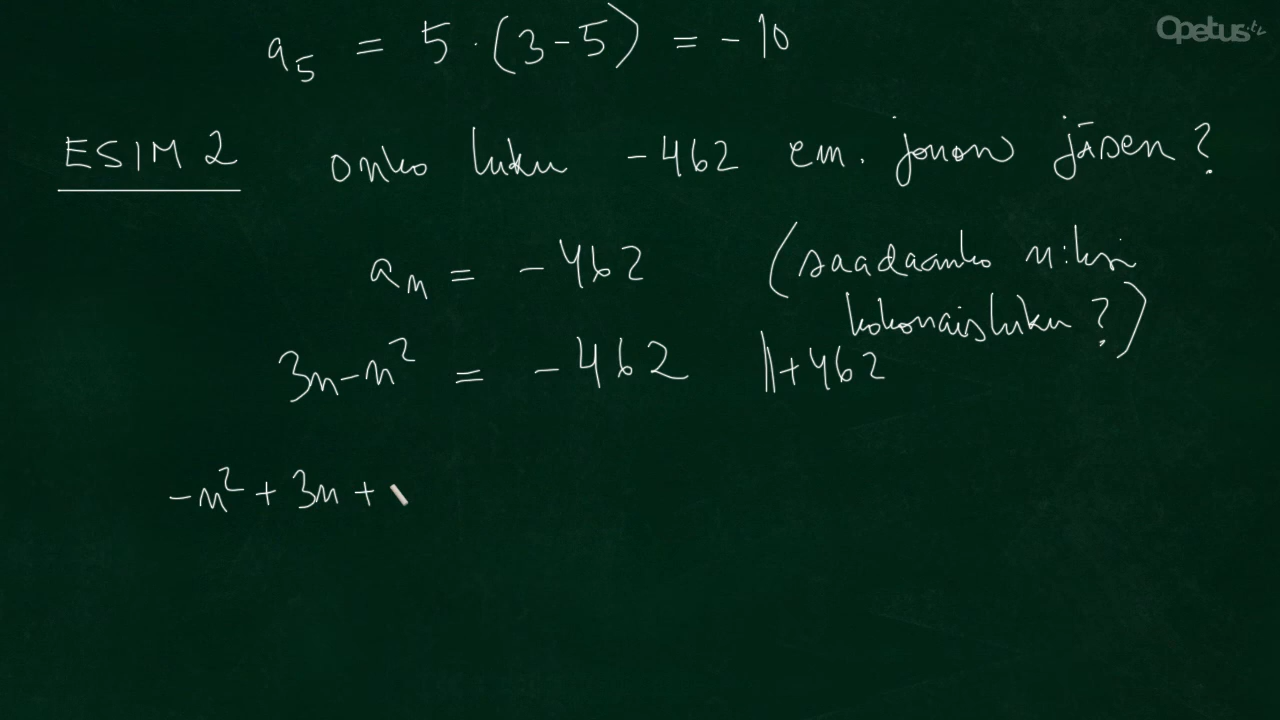 Opetus.tv
a₅ = 5 · (3-5) = -10
ESIM 2 onko luku -462 em. jonon jäsen?
aₙ = -462 (saadaanko n:ksi
kokonaisluku?)
3n-n² = -462 ||+462
-n² + 3n +